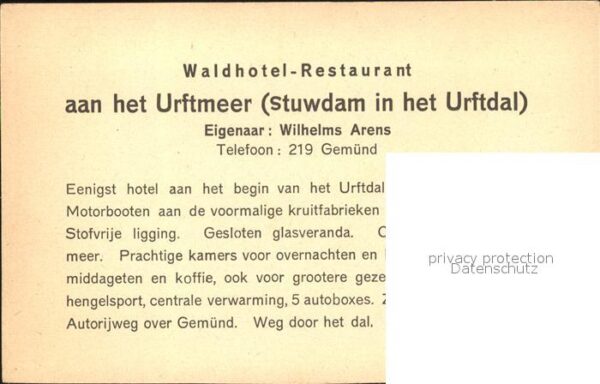 Waldhotel-Restaurant
aan het Urftmeer (Stuwdam in het Urftdal)
Eigenaar: Wilhelms Arens
Telefoon: 219 Gemünd
Eenigst hotel aan het begin van het Urftdal
Motorbooten aan de voormalige kruitfabrieken
Stofvrije ligging. Gesloten glasveranda.
meer. Prachtige kamers voor overnachten en
middageten en koffie, ook voor grootere geze
hengelsport, centrale verwarming, 5 autoboxes.
Autorijweg over Gemünd. Weg door het dal.
privacy protection
Datenschutz